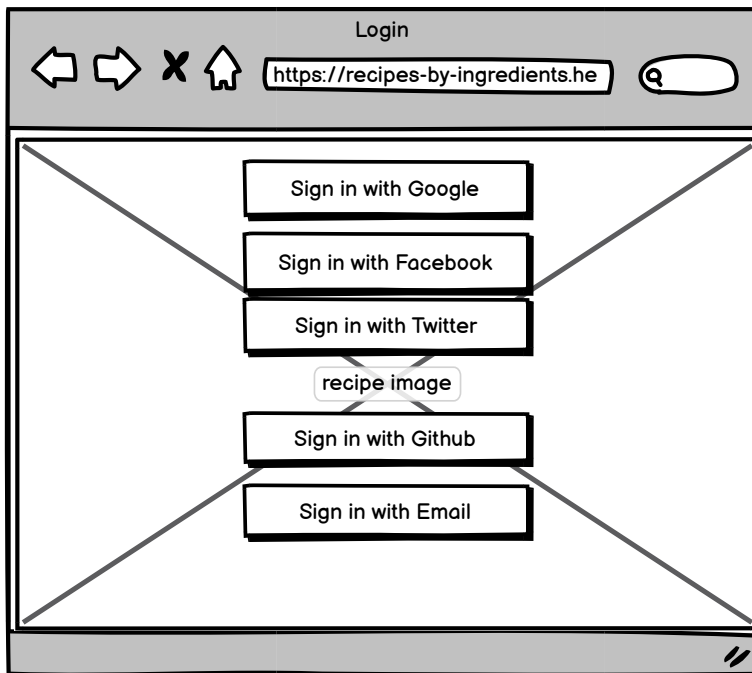 Login
https://recipes-by-ingredients.he
Sign in with Google
Sign in with Facebook
Sign in with Twitter
recipe image
Sign in with Github
Sign in with Email